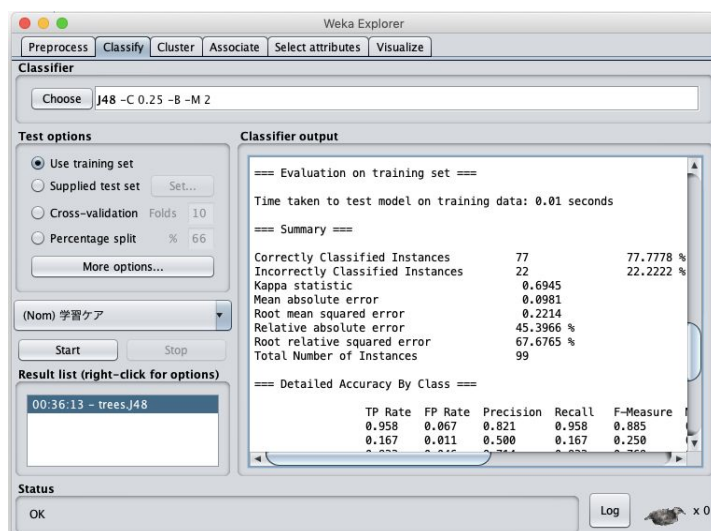 Weka Explorer
Preprocess Classify Cluster Associate Select attributes Visualize
Classifier
Choose J48 -C 0.25 -B -M 2
Test options
Use training set
Supplied test set Set...
Cross-validation Folds 10
Percentage split % 66
More options...
(Nom) 学習ケア
Start Stop
Result list (right-click for options)
00:36:13 - trees.J48
Classifier output
=== Evaluation on training set ===
Time taken to test model on training data: 0.01 seconds
=== Summary ===
Correctly Classified Instances 77 77.7778 %
Incorrectly Classified Instances 22 22.2222 %
Kappa statistic 0.6945
Mean absolute error 0.0981
Root mean squared error 0.2214
Relative absolute error 45.3966 %
Root relative squared error 67.6765 %
Total Number of Instances 99
=== Detailed Accuracy By Class ===
TP Rate FP Rate Precision Recall F-Measure
0.958 0.067 0.821 0.958 0.885
0.167 0.011 0.500 0.167 0.250
Status
OK
Log x 0